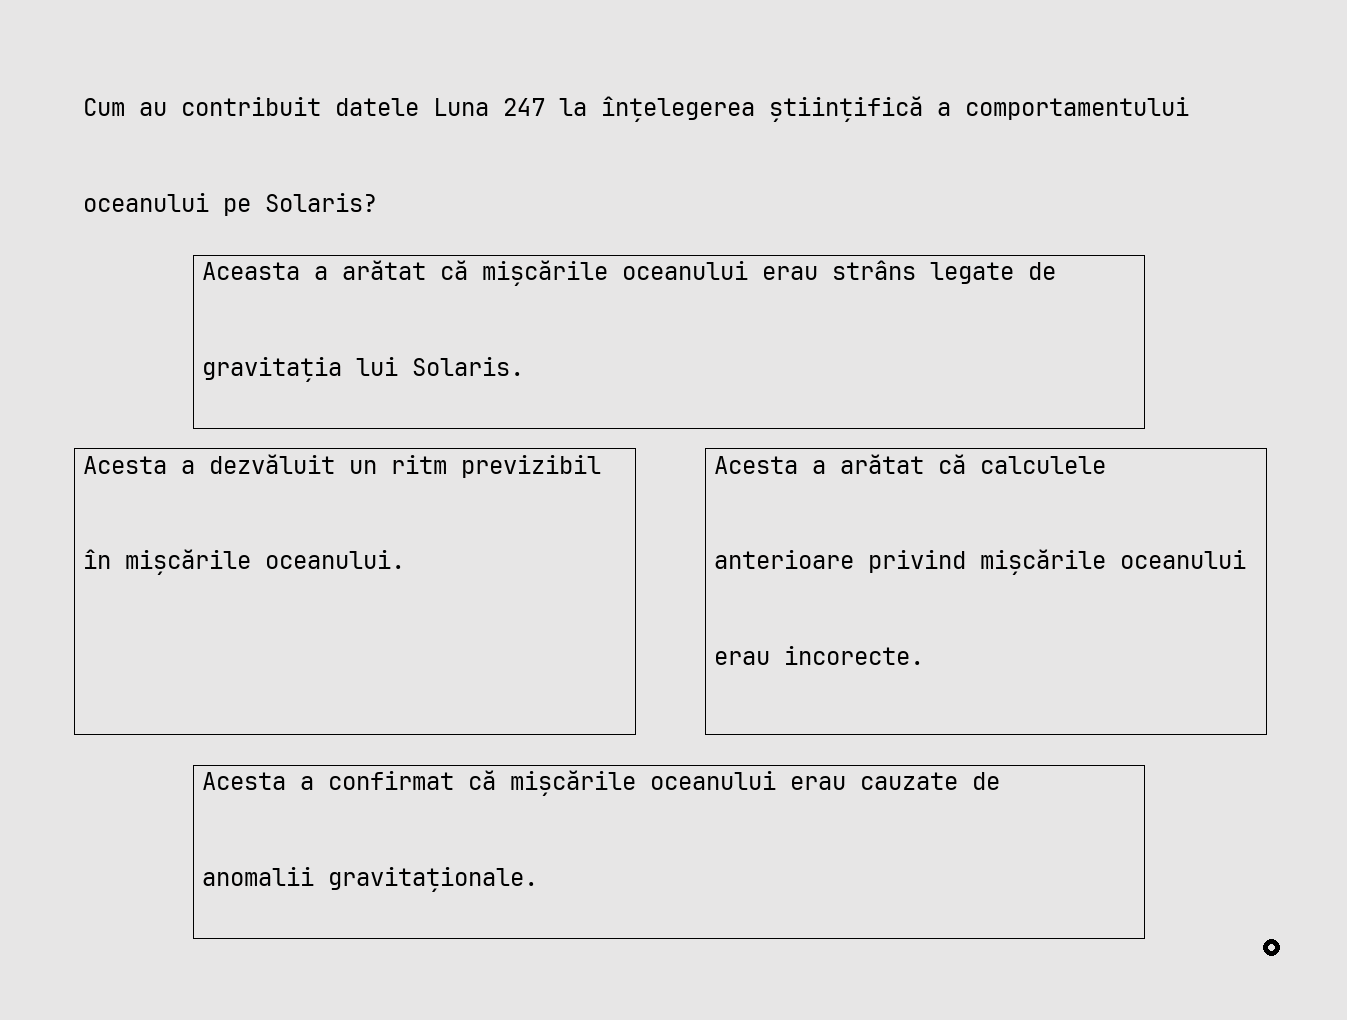 Cum au contribuit datele Luna 247 la înțelegerea științifică a comportamentului
oceanului pe Solaris?
Aceasta a arătat că mișcările oceanului erau strâns legate de
gravitația lui Solaris.
Acesta a dezvăluit un ritm previzibil
în mișcările oceanului.
Acesta a arătat că calculele
anterioare privind mișcările oceanului
erau incorecte.
Acesta a confirmat că mișcările oceanului erau cauzate de
anomalii gravitaționale.